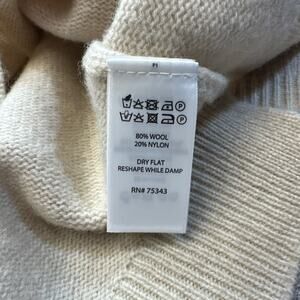 80% WOOL
20% NYLON
DRY FLAT
RESHAPE WHILE DAMP
RN# 75343